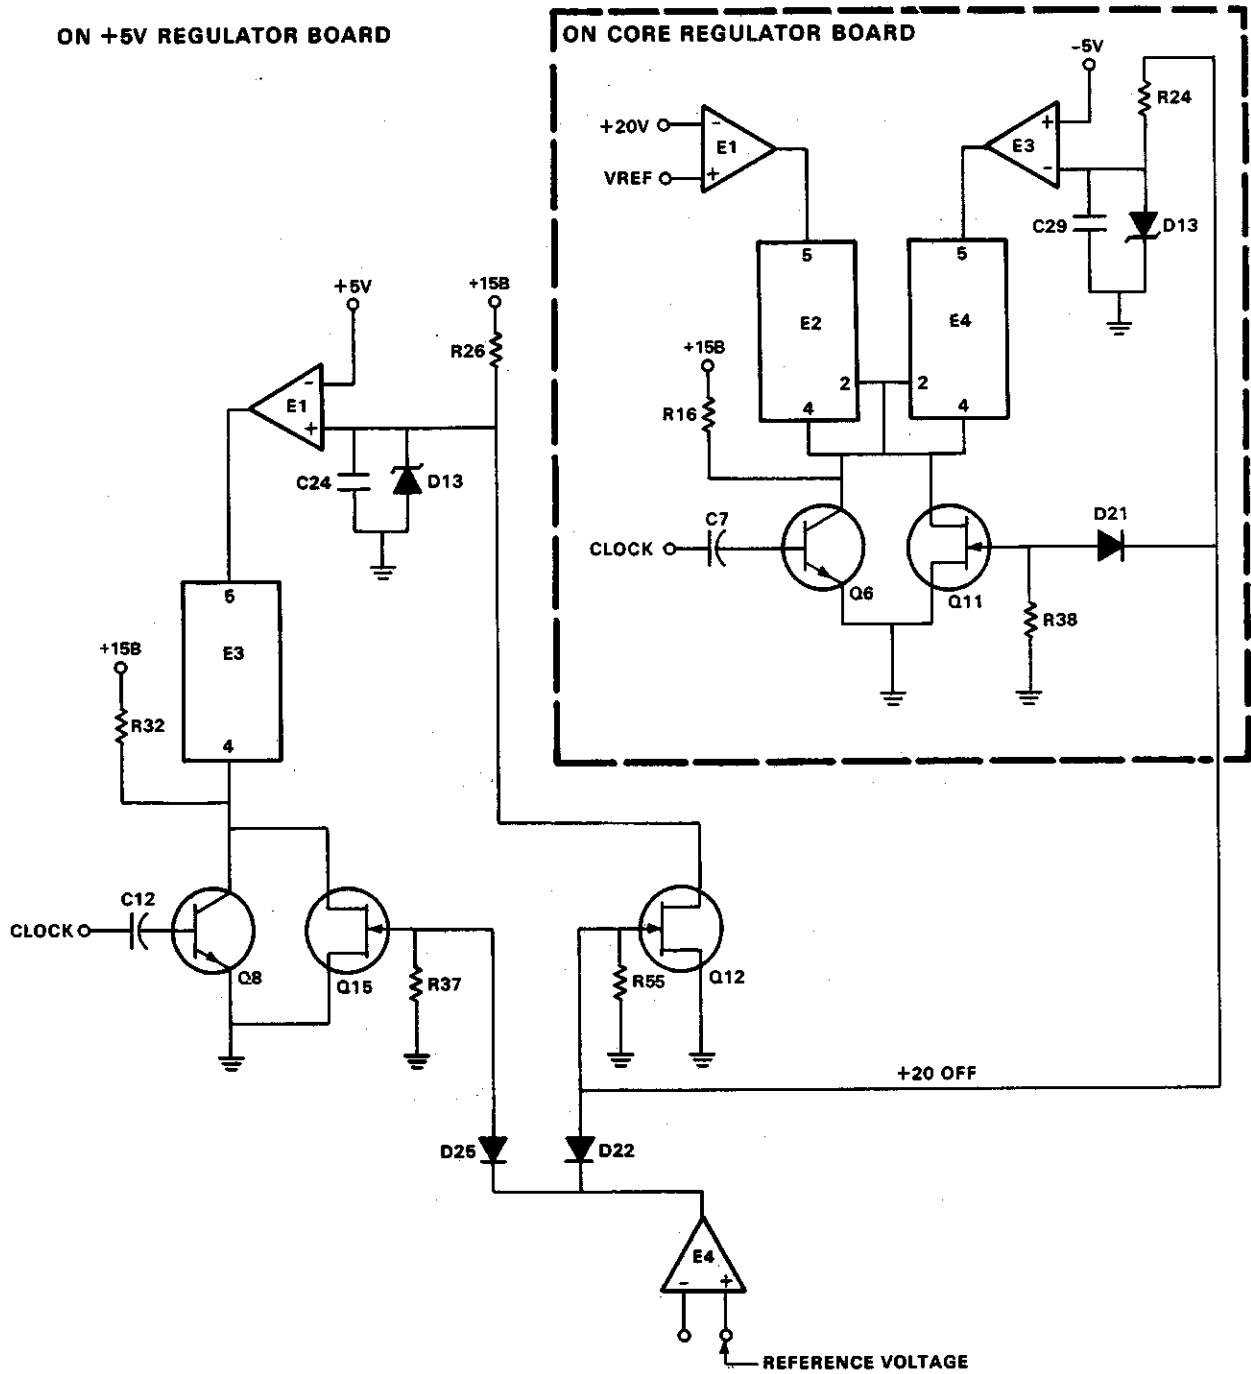 ON +5V REGULATOR BOARD
ON CORE REGULATOR BOARD
-5V
R24
+20V
-
E1
+
E3
-
VREF
+
C29
D13
5
5
E2
E4
+5V
+15B
R26
+15B
2
2
-
E1
+
R16
4
4
C24
D13
C7
D21
CLOCK
Q6
Q11
R38
5
E3
+15B
R32
4
C12
CLOCK
Q8
Q15
R37
R55
Q12
+20 OFF
D25
D22
E4
-
+
REFERENCE VOLTAGE